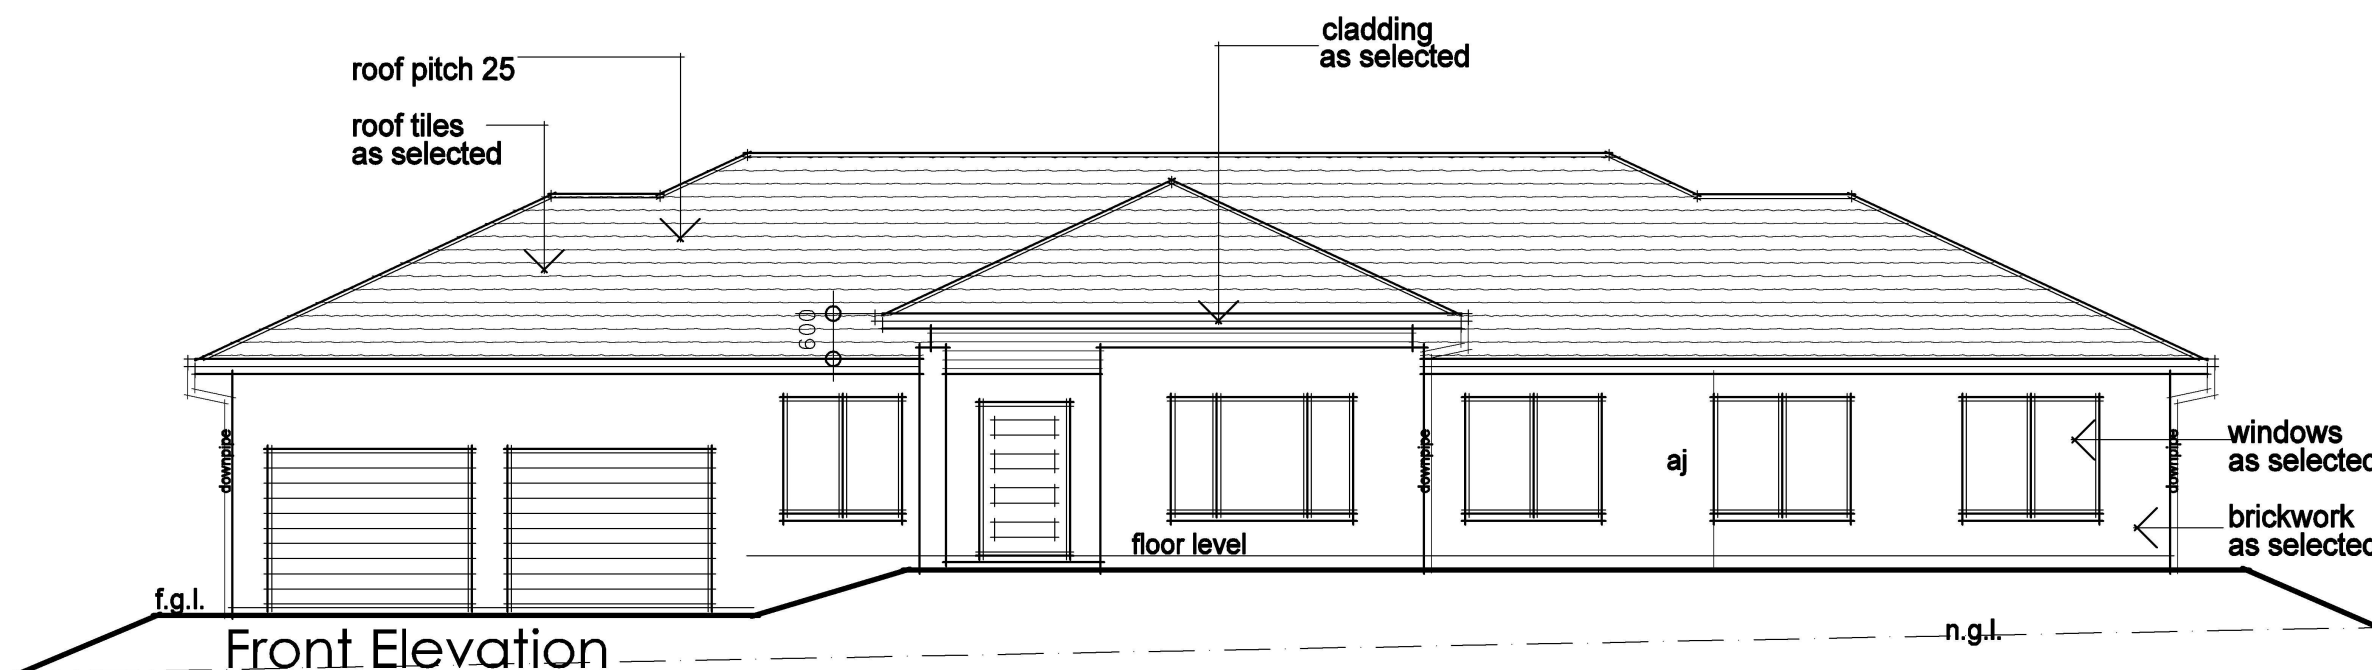 cladding
as selected
roof pitch 25
roof tiles
as selected
600
downpipe
downpipe
downpipe
windows
as selected
aj
brickwork
as selected
floor level
f.g.l.
n.g.l.
Front Elevation